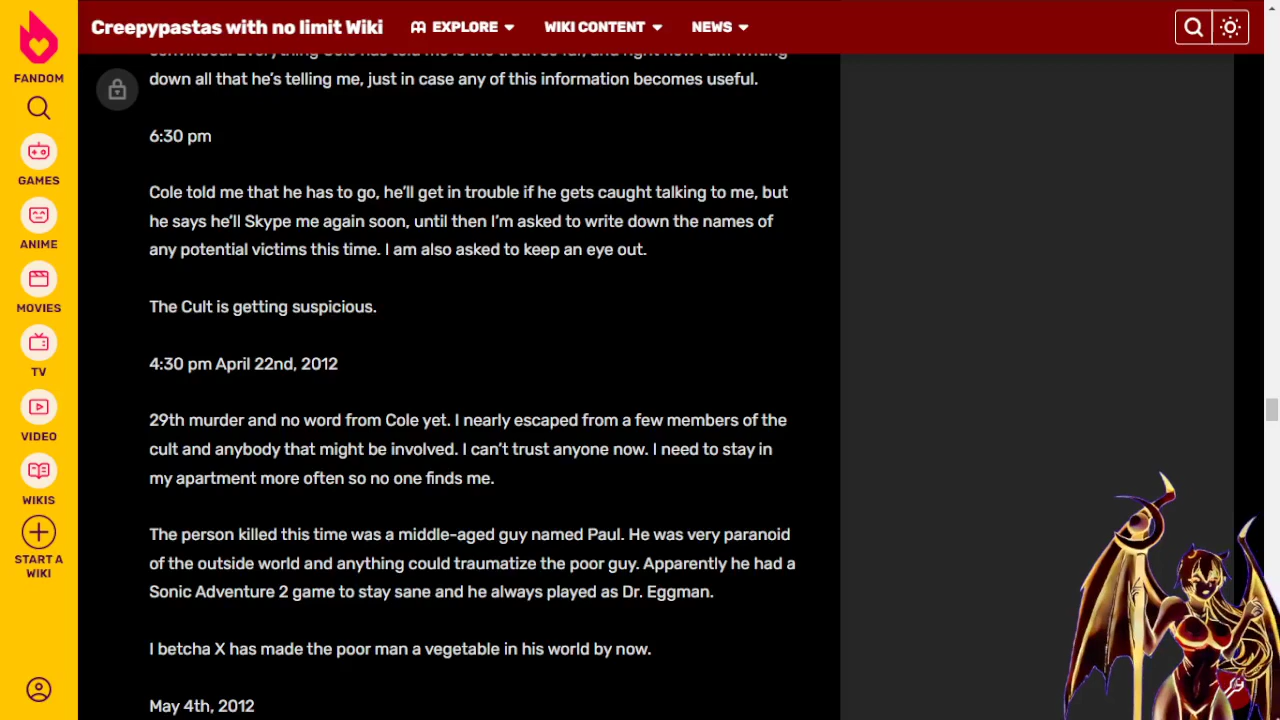 Creepypastas with no limit Wiki
EXPLORE
WIKI CONTENT
NEWS
FANDOM
GAMES
ANIME
MOVIES
TV
VIDEO
WIKIS
START A
WIKI
down all that he's telling me, just in case any of this information becomes useful.
6:30 pm
Cole told me that he has to go, he'll get in trouble if he gets caught talking to me, but
he says he'll Skype me again soon, until then I'm asked to write down the names of
any potential victims this time. I am also asked to keep an eye out.
The Cult is getting suspicious.
4:30 pm April 22nd, 2012
29th murder and no word from Cole yet. I nearly escaped from a few members of the
cult and anybody that might be involved. I can't trust anyone now. I need to stay in
my apartment more often so no one finds me.
The person killed this time was a middle-aged guy named Paul. He was very paranoid
of the outside world and anything could traumatize the poor guy. Apparently he had a
Sonic Adventure 2 game to stay sane and he always played as Dr. Eggman.
I betcha X has made the poor man a vegetable in his world by now.
May 4th, 2012